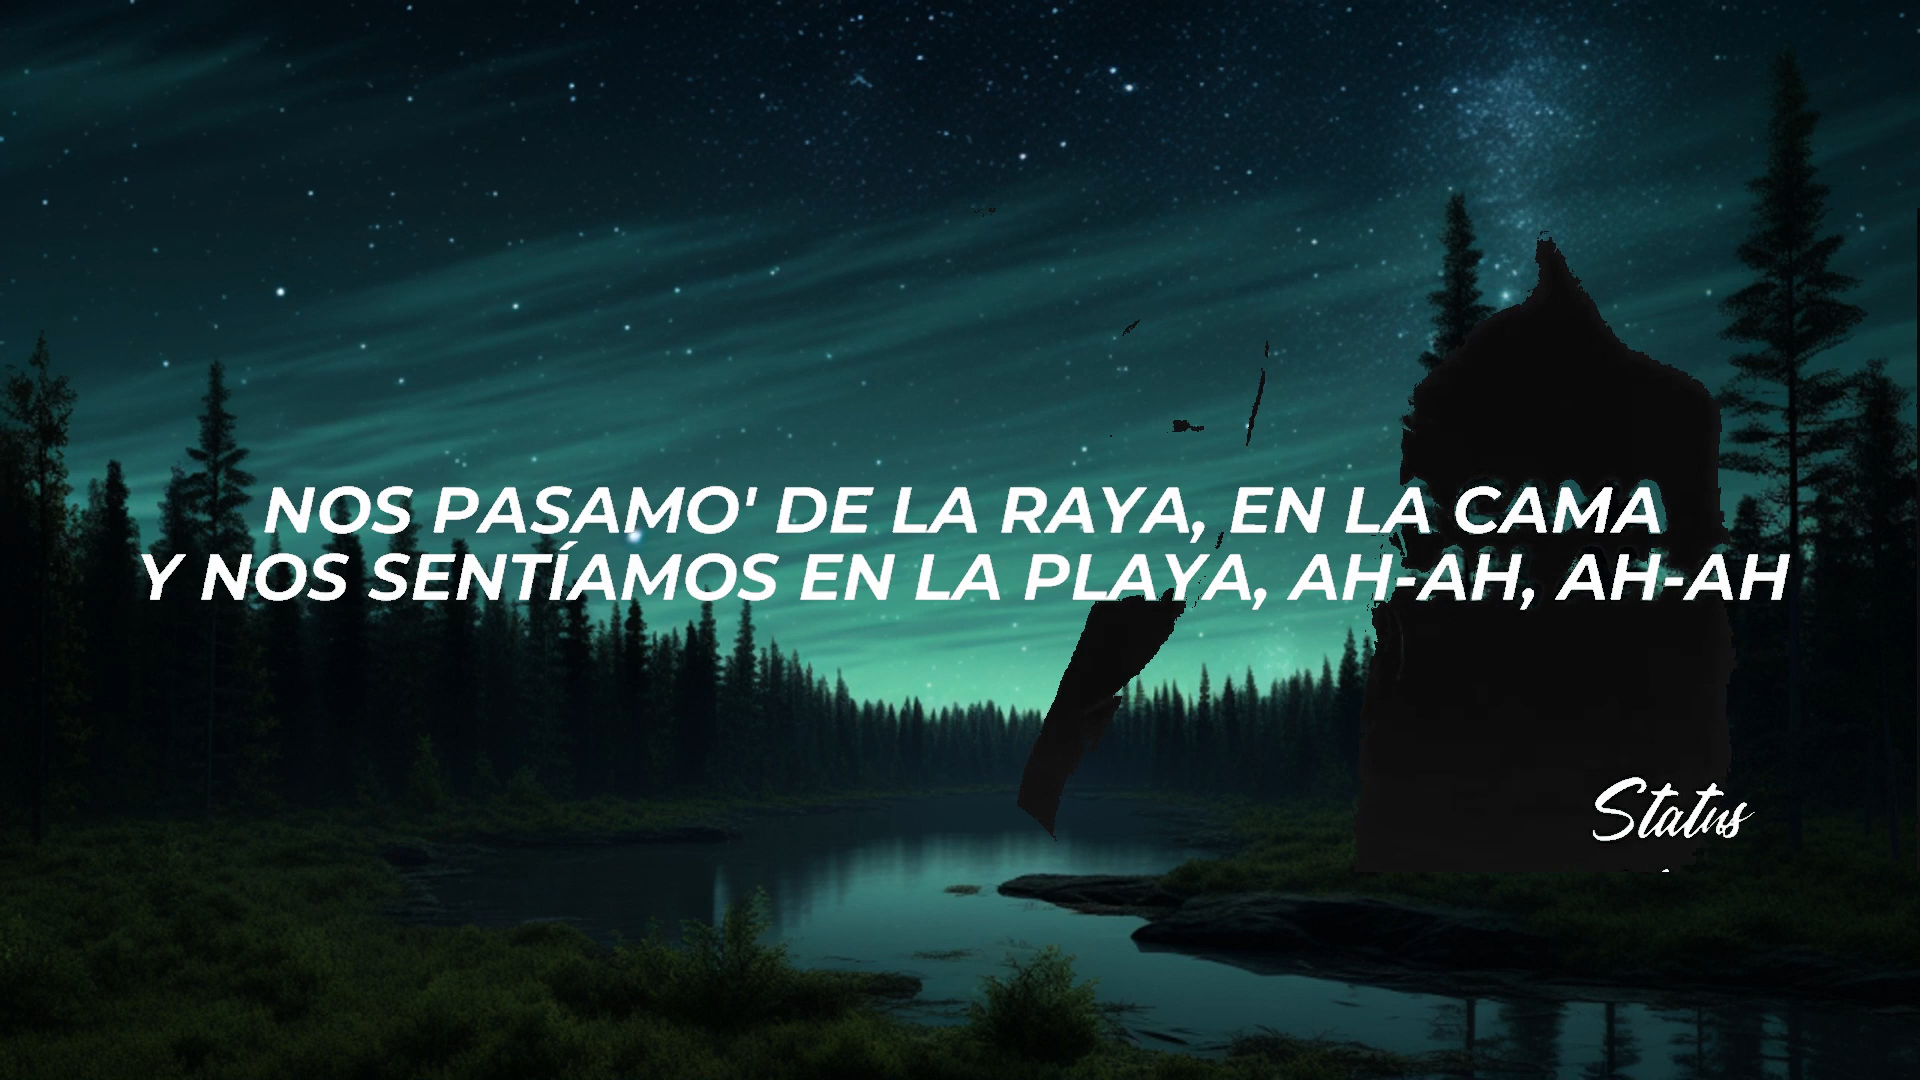 NOS PASAMO' DE LA RAYA, EN LA CAMA
Y NOS SENTÍAMOS EN LA PLAYA, AH-AH, AH-AH
Status